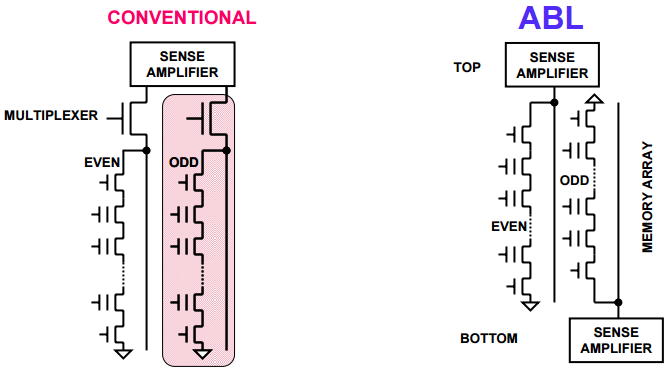 CONVENTIONAL
SENSE
AMPLIFIER
MULTIPLEXER
EVEN
ODD
ABL
TOP
SENSE
AMPLIFIER
ODD
EVEN
MEMORY ARRAY
BOTTOM
SENSE
AMPLIFIER